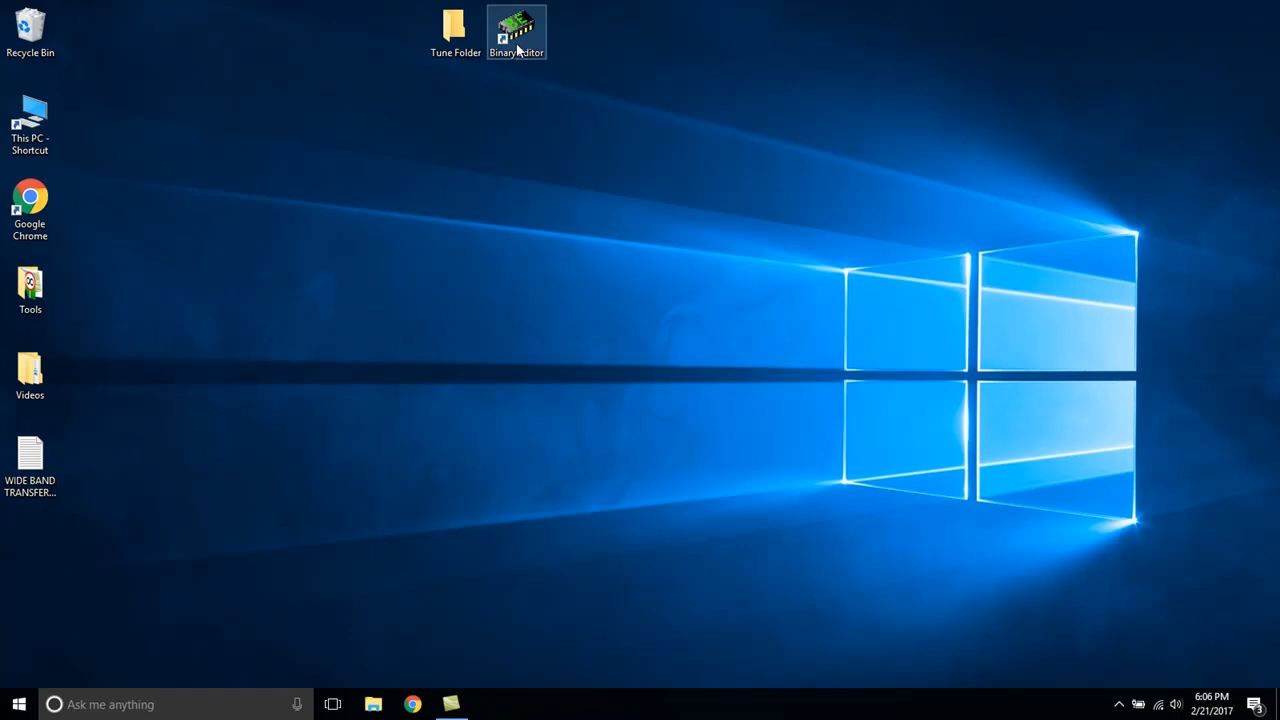 Recycle Bin
Tune Folder
Binary Editor
This PC -
Shortcut
Google
Chrome
Tools
Videos
WIDE BAND
TRANSFER...
Ask me anything
6:06 PM
2/21/2017
3